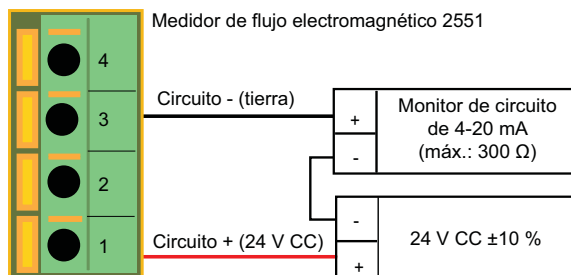 Medidor de flujo electromagnético 2551
4
3
2
1
Circuito - (tierra)
Circuito + (24 V CC)
+
-
Monitor de circuito
de 4-20 mA
(máx.: 300 Ω)
-
+
24 V CC ±10 %